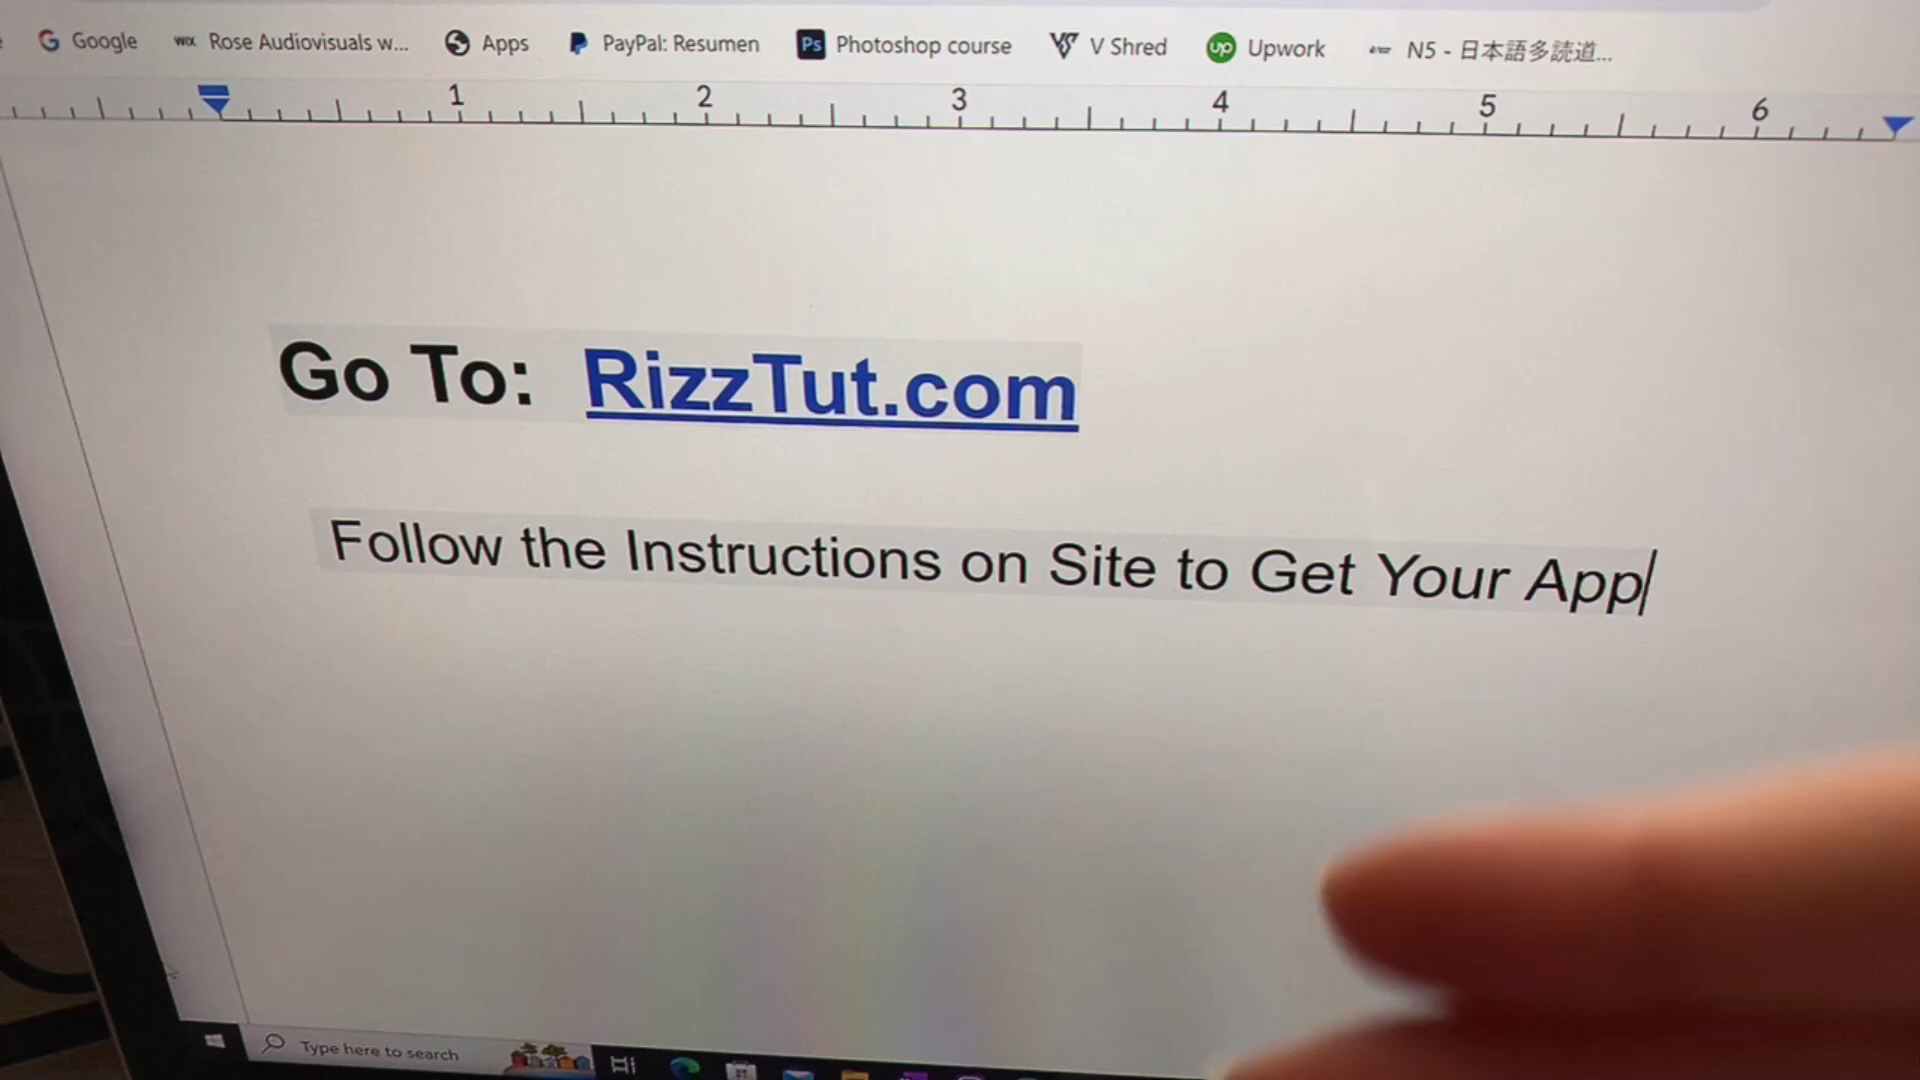 Google Rose Audiovisuals w... Apps PayPal: Resumen Ps Photoshop course V Shred up Upwork N5 - 日本語多読道...
1 2 3 4 5 6
Go To: RizzTut.com
Follow the Instructions on Site to Get Your App
Type here to search